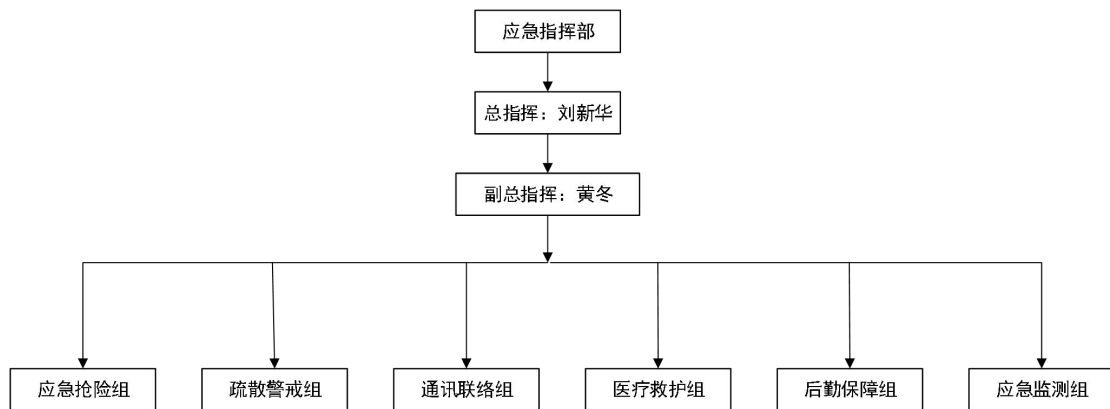 应急指挥部
总指挥：刘新华
副总指挥：黄冬
应急抢险组
疏散警戒组
通讯联络组
医疗救护组
后勤保障组
应急监测组